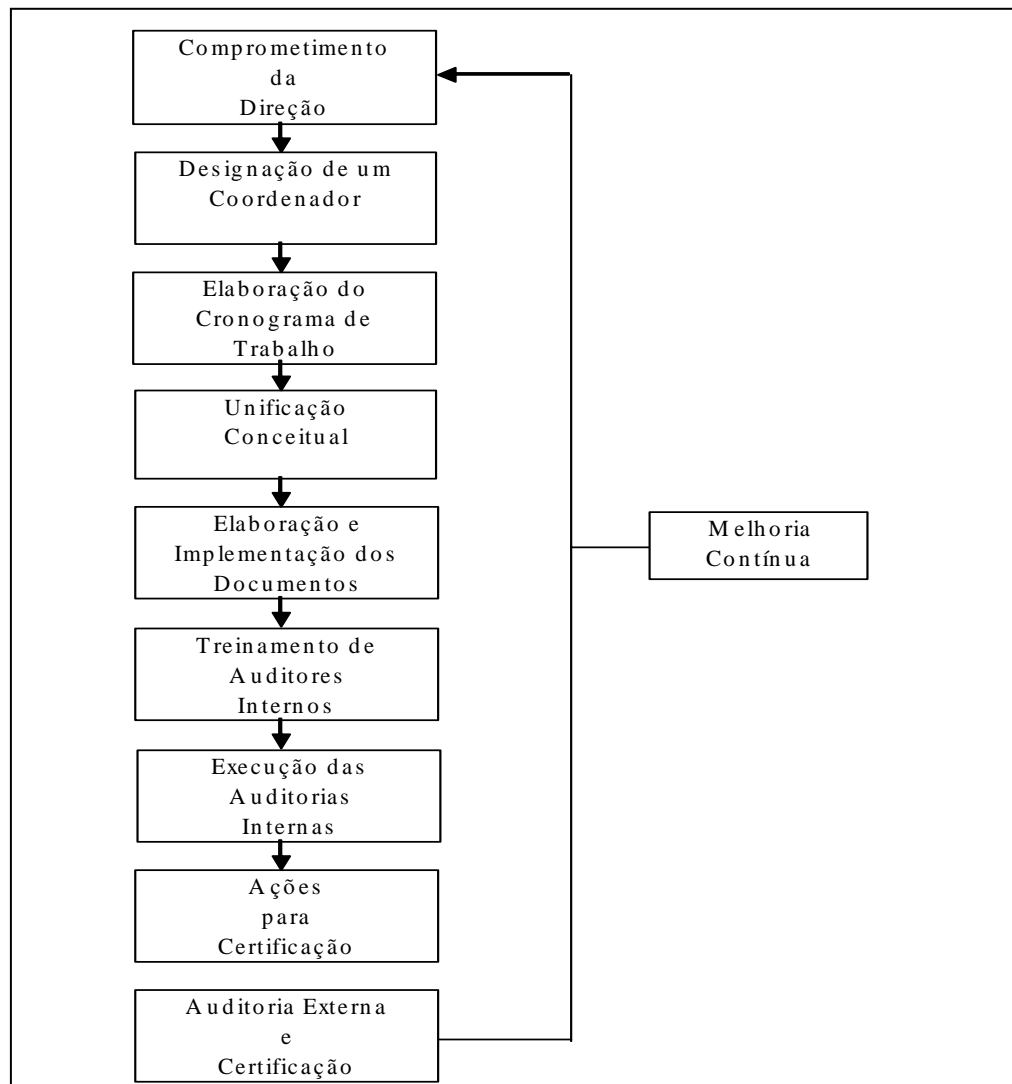 Comprometimento
da
Direção
Designação de um
Coordenador
Elaboração do
Cronograma de
Trabalho
Unificação
Conceitual
Elaboração e
Implementação dos
Documentos
Treinamento de
Auditores
Internos
Execução das
Auditorias
Internas
Ações
para
Certificação
Auditoria Externa
e
Certificação
Melhoria
Contínua